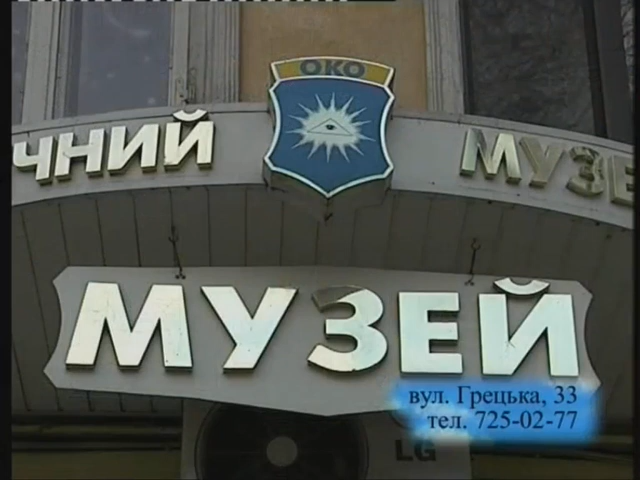 ОКО
ЧНИЙ МУЗЕ
МУЗЕЙ
вул. Грецька, 33
тел. 725-02-77
LG